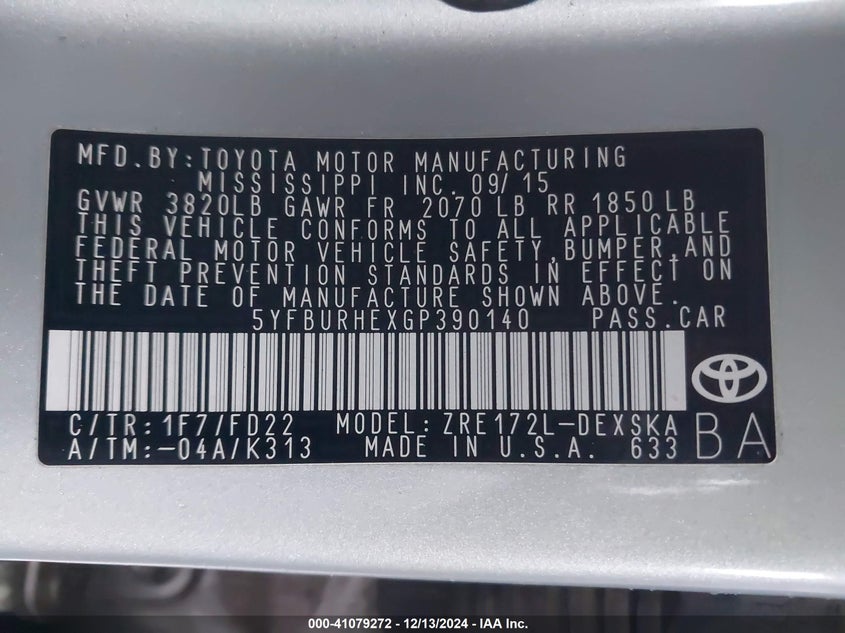 MFD.BY:TOYOTA MOTOR MANUFACTURING
MISSISSIPPI INC. 09/15
GVWR 3820LB GAWR FR 2070 LB RR 1850 LB
THIS VEHICLE CONFORMS TO ALL APPLICABLE
FEDERAL MOTOR VEHICLE SAFETY,BUMPER,AND
THEFT PREVENTION STANDARDS IN EFFECT ON
THE DATE OF MANUFACTURE SHOWN ABOVE.
5YFBURHEXGP390140 PASS.CAR
C/TR:1F7/FD22 MODEL:ZRE172L-DEXSKA
A/TM:-04A/K313 MADE IN U.S.A. 633
BA
000-41079272 - 12/13/2024 - IAA Inc.